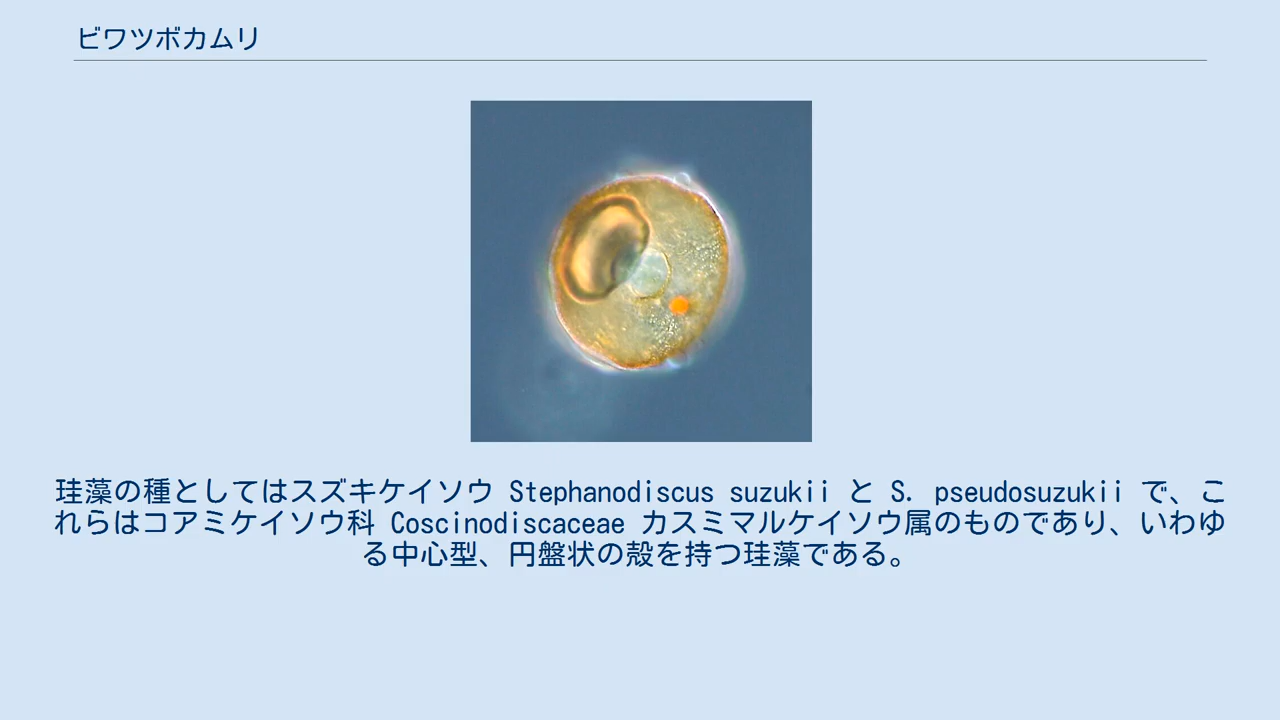 ビワツボカムリ
珪藻の種としてはスズキケイソウ Stephanodiscus suzukii と S. pseudosuzukii で、こ
れらはコアミケイソウ科 Coscinodiscaceae カスミマルケイソウ属のものであり、いわゆ
る中心型、円盤状の殻を持つ珪藻である。